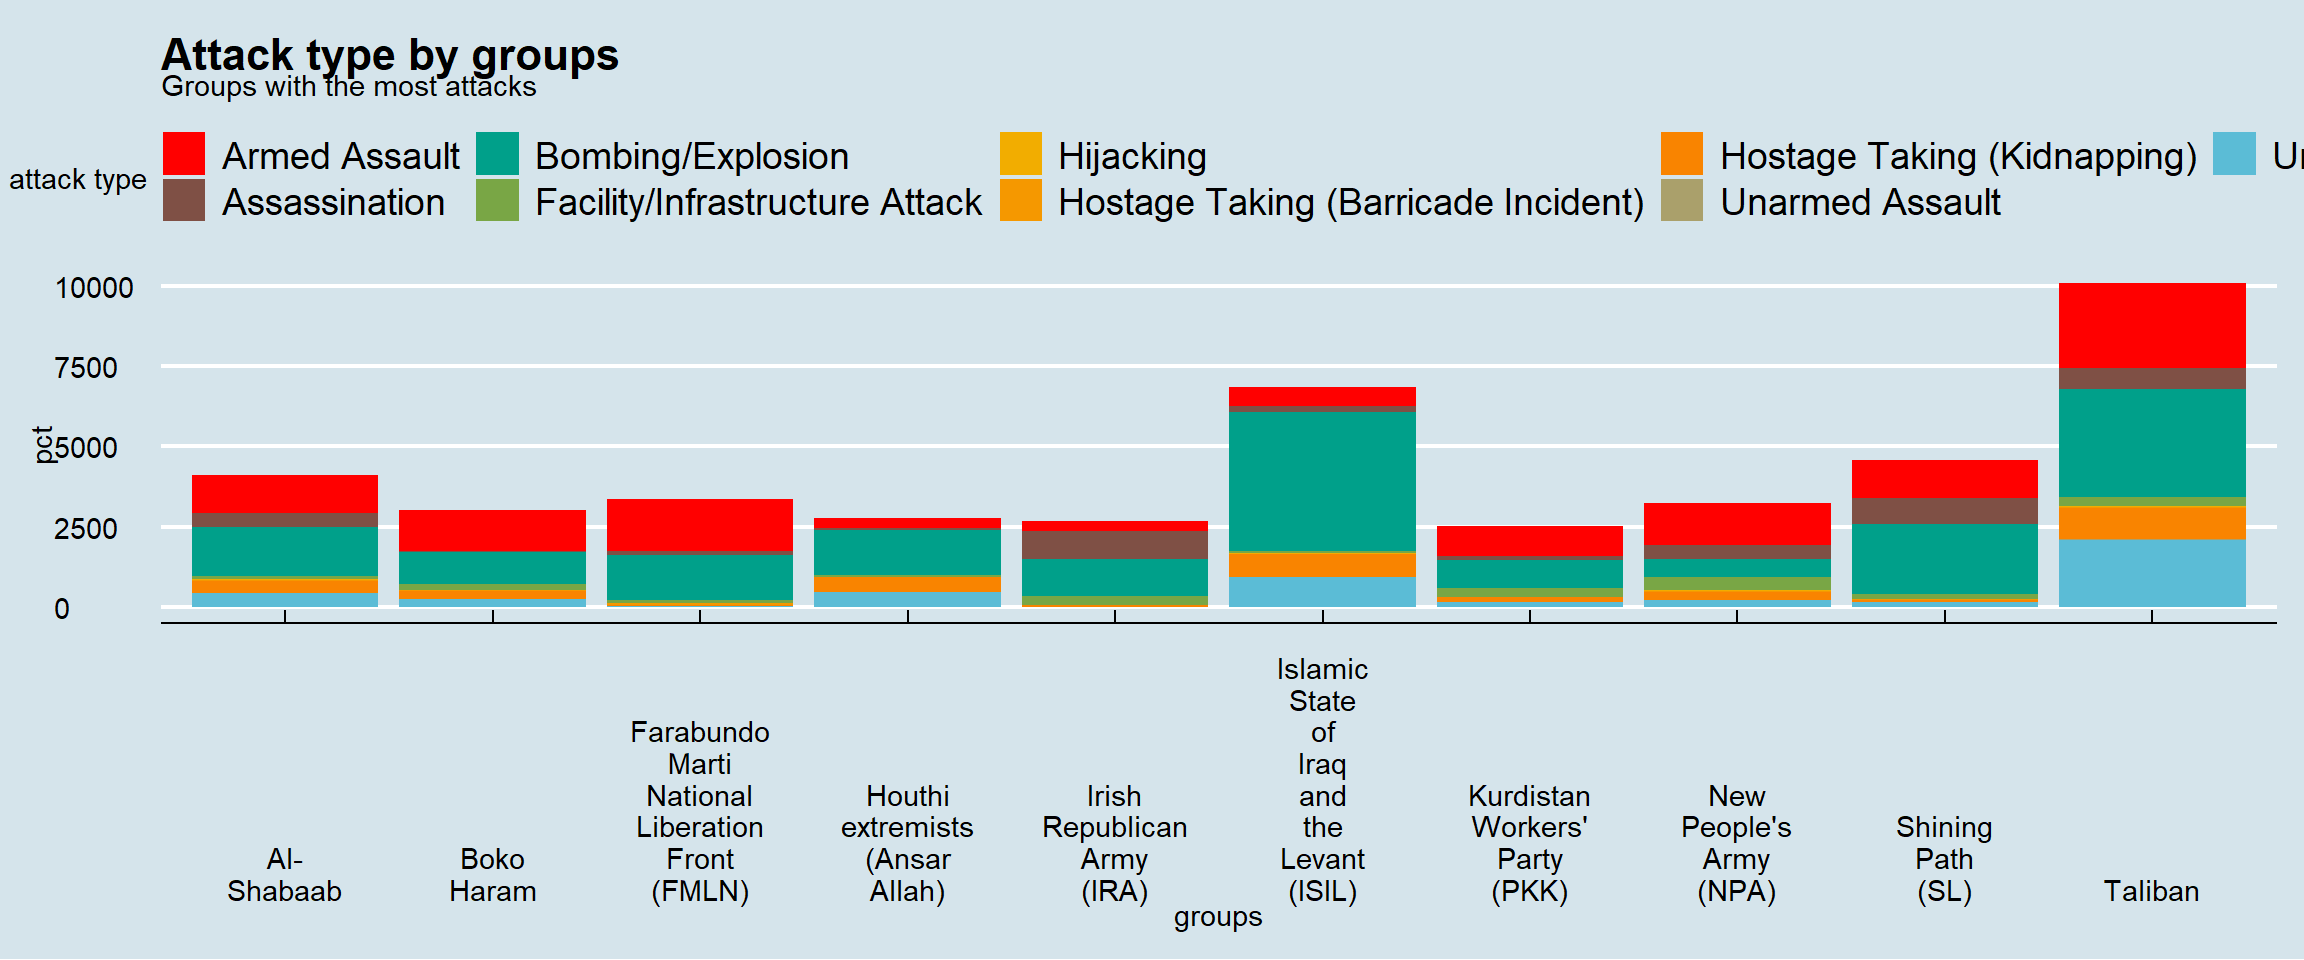 Attack type by groups
Groups with the most attacks
attack type
Armed Assault
Assassination
Bombing/Explosion
Facility/Infrastructure Attack
Hijacking
Hostage Taking (Barricade Incident)
Hostage Taking (Kidnapping)
Unarmed Assault
pct
10000
7500
5000
2500
0
Al-
Shabaab
Boko
Haram
Farabundo
Marti
National
Liberation
Front
(FMLN)
Houthi
extremists
(Ansar
Allah)
Irish
Republican
Army
(IRA)
Islamic
State
of
Iraq
and
the
Levant
(ISIL)
Kurdistan
Workers'
Party
(PKK)
New
People's
Army
(NPA)
Shining
Path
(SL)
Taliban
groups